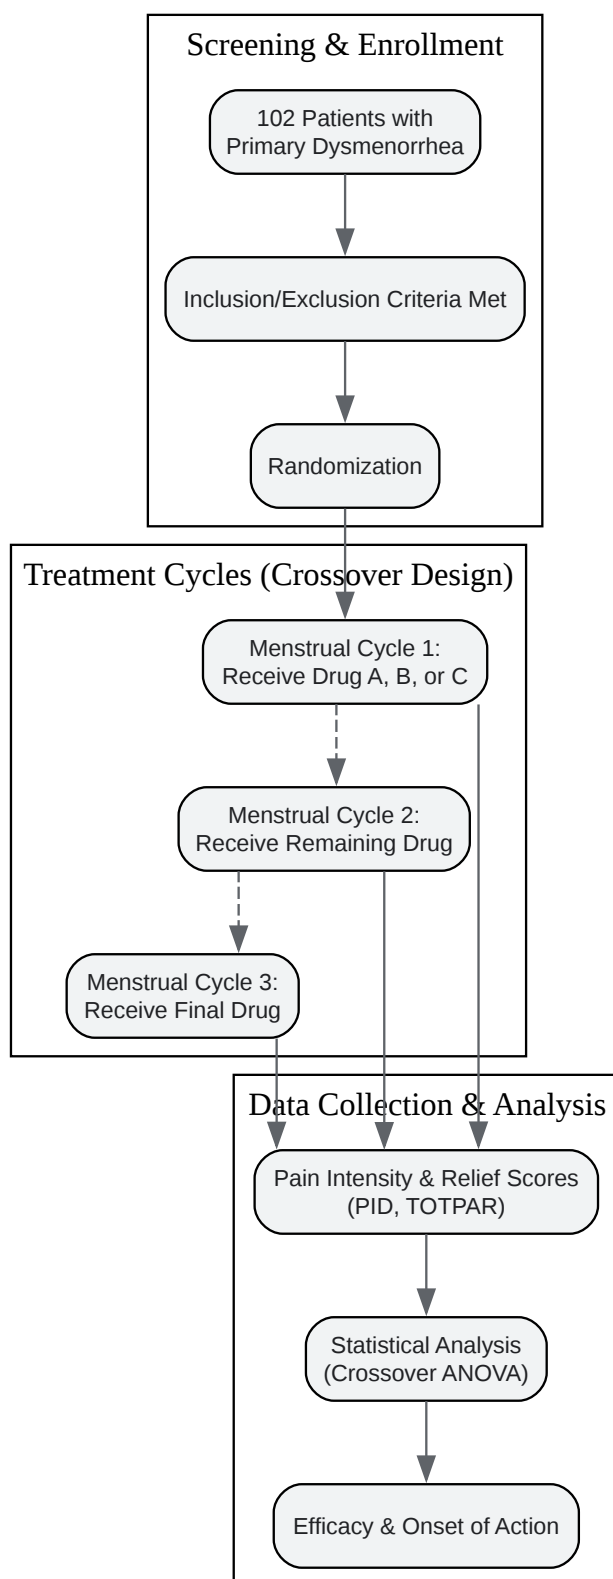 Screening & Enrollment
102 Patients with
Primary Dysmenorrhea
Inclusion/Exclusion Criteria Met
Randomization
Treatment Cycles (Crossover Design)
Menstrual Cycle 1:
Receive Drug A, B, or C
Menstrual Cycle 2:
Receive Remaining Drug
Menstrual Cycle 3:
Receive Final Drug
Data Collection & Analysis
Pain Intensity & Relief Scores
(PID, TOTPAR)
Statistical Analysis
(Crossover ANOVA)
Efficacy & Onset of Action